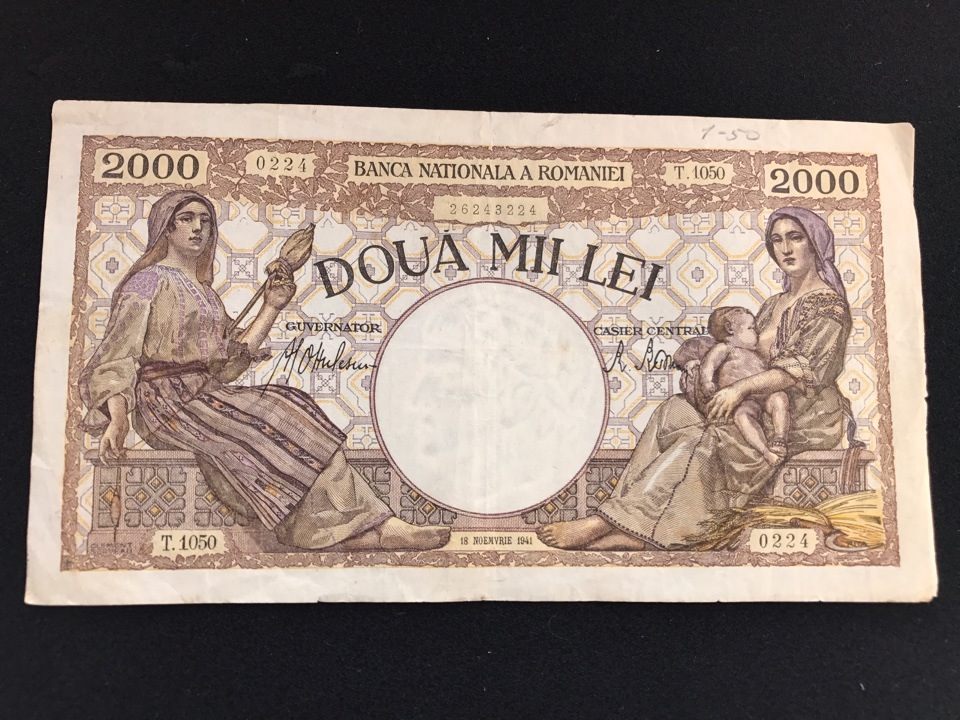 1-50
2000 0224 BANCA NATIONALA A ROMANIEI T.1050 2000
26243224
DOUĂ MII LEI
GUVERNATOR CASIER CENTRAL
T.1050 18 NOEMVRIE 1941 0224
CLEMENT